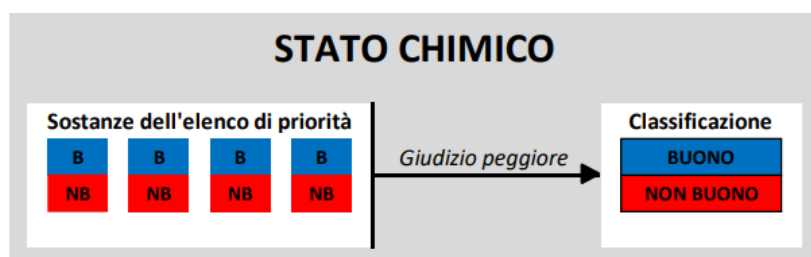 STATO CHIMICO
Sostanze dell'elenco di priorità
B B B B
NB NB NB NB
Giudizio peggiore
Classificazione
BUONO
NON BUONO